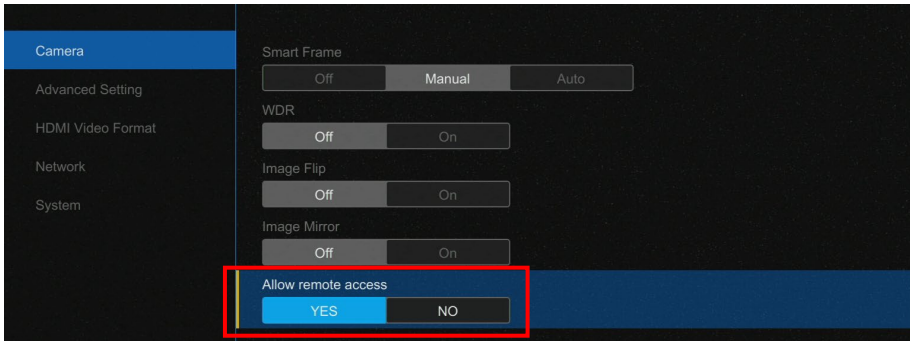 Camera
Advanced Setting
HDMI Video Format
Network
System
Smart Frame
Off Manual Auto
WDR
Off On
Image Flip
Off On
Image Mirror
Off On
Allow remote access
YES NO